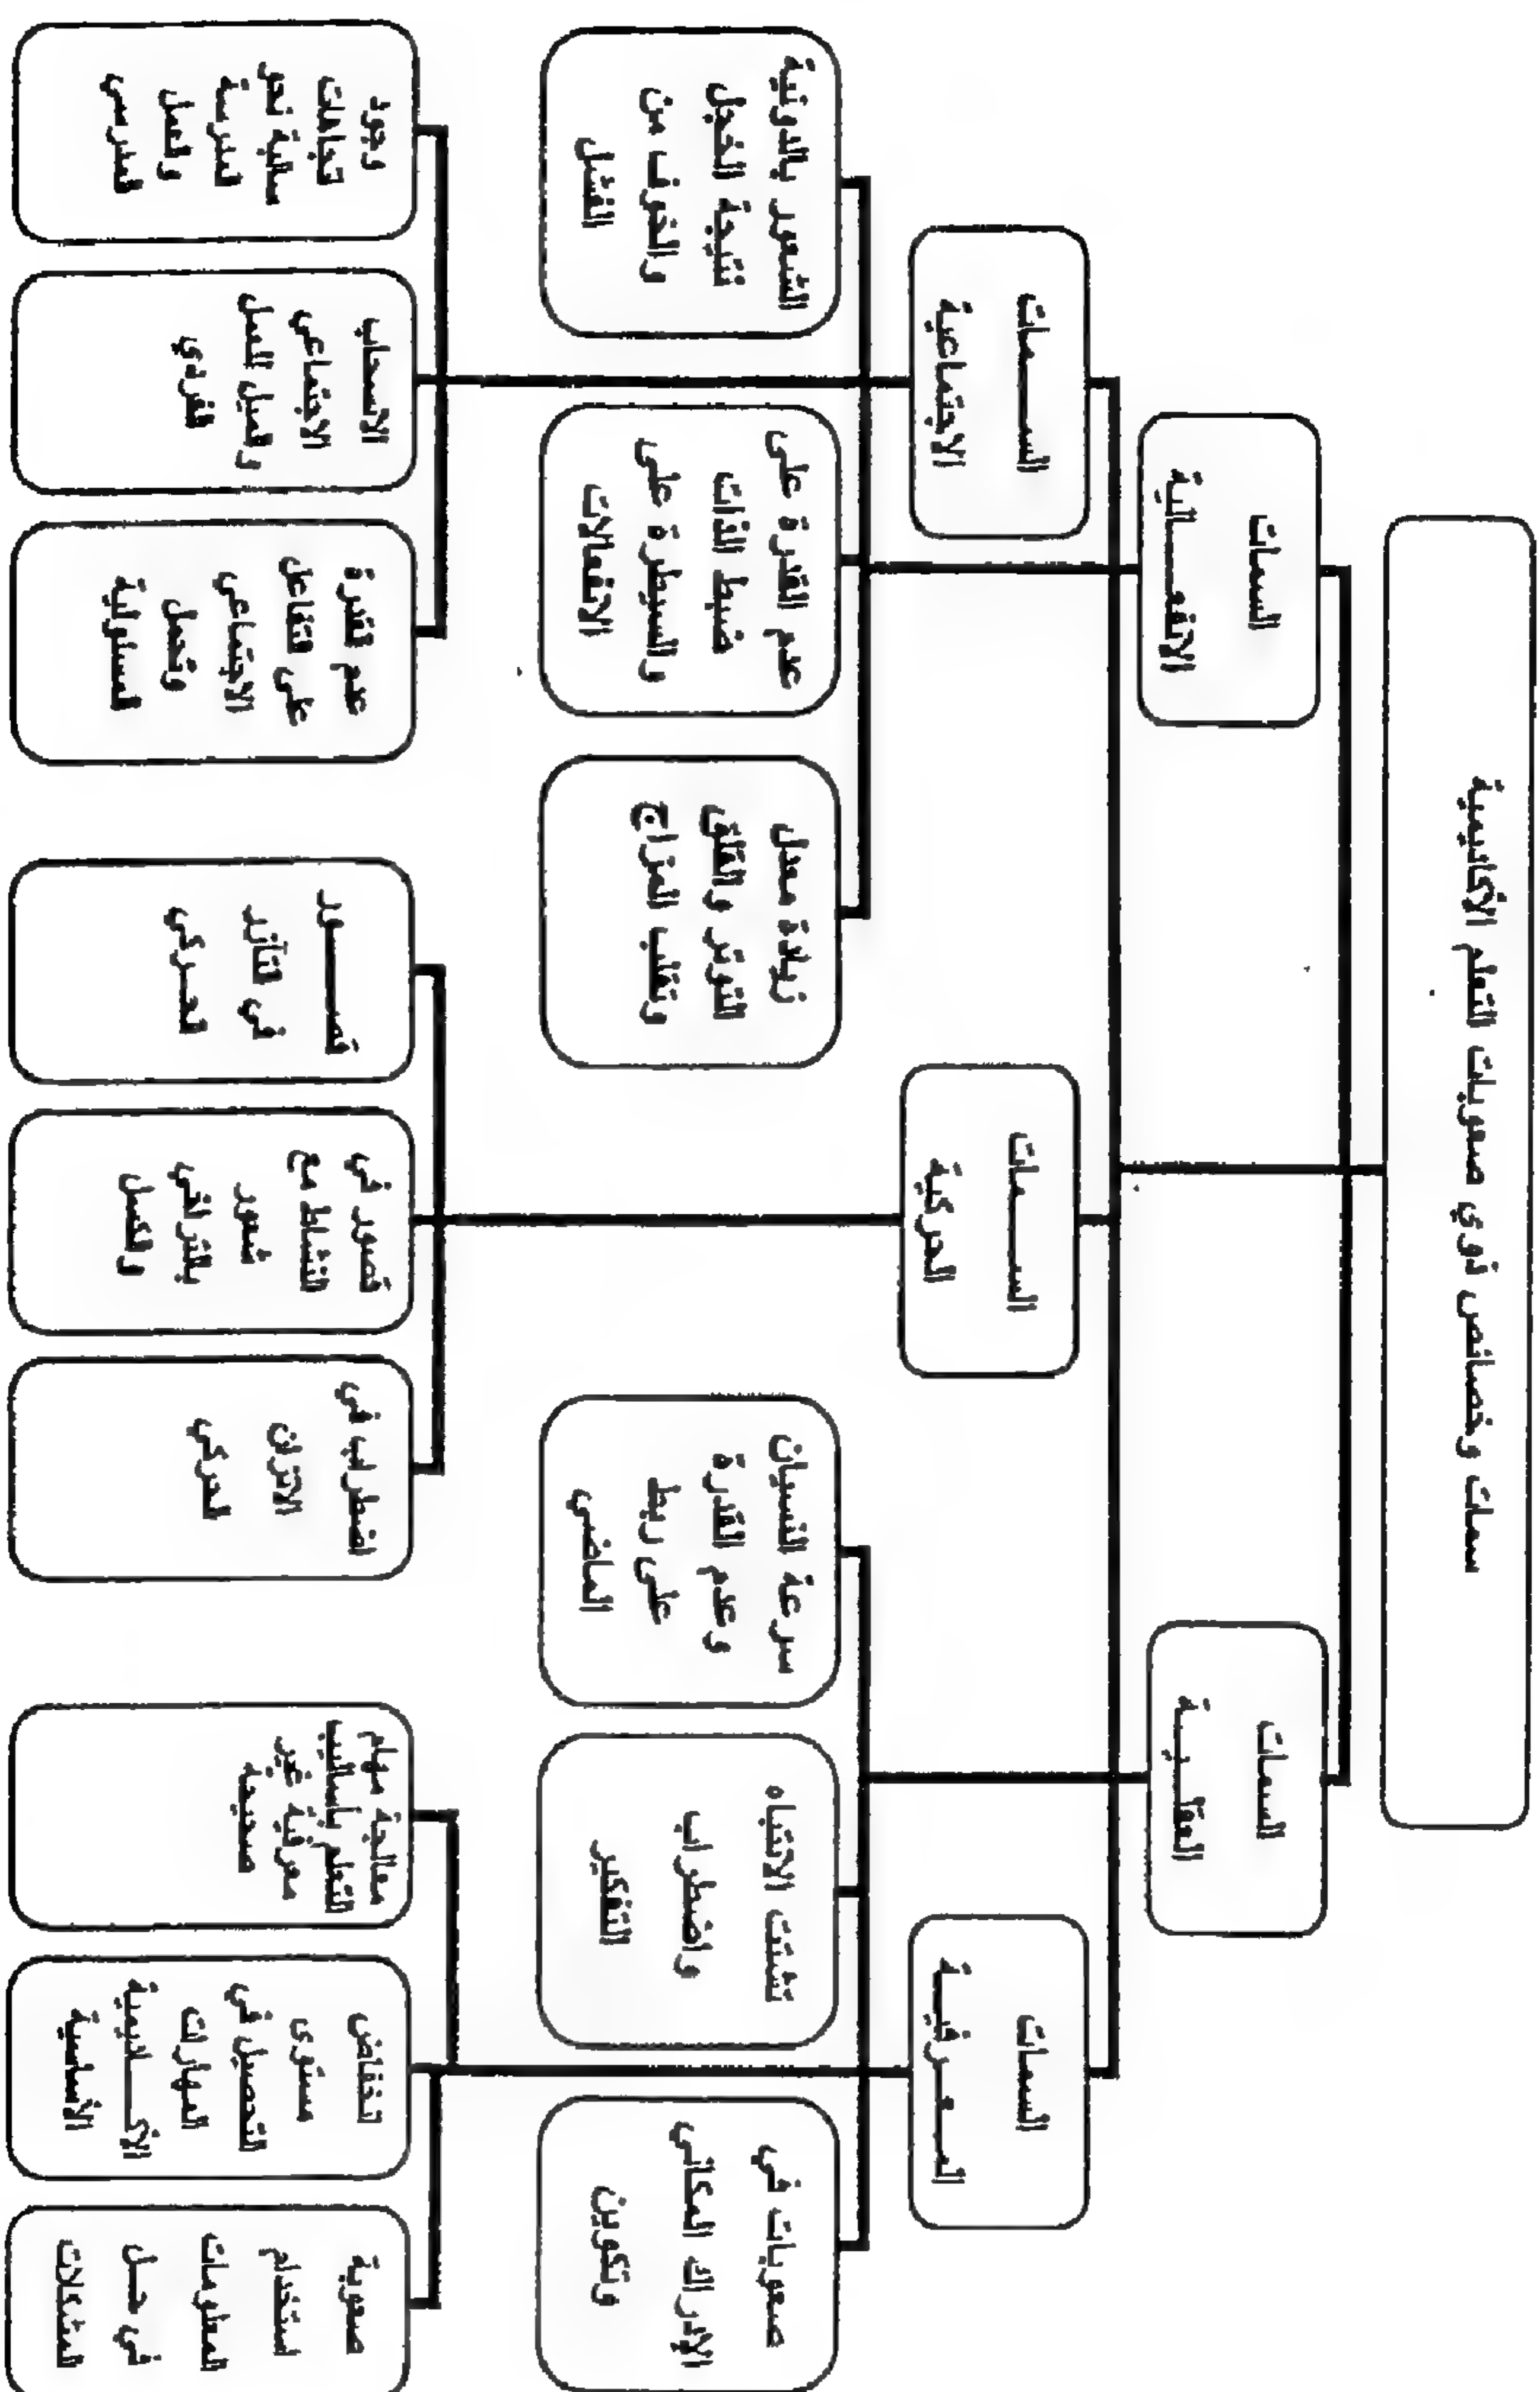 سمات وخصائص ذوي صعوبات التعلم الأكاديمية
السمات
العقلية
السمات
الانفعالية
السمات
المعرفية
السمات
الحركية
السمات
الاجتماعية
صعوبات في
الإدراك المكاني
وتكوين
تشتت الانتباه
واضطراب
التفكير
سرعة النسيان
وعدم القدرة
على ربط
الماضي
زيادة معدل
التوتر والقلق
وتقلب المزاج
عدم القدرة على
ضبط الذات
والسيطرة على
الانفعالات
الشعور بالدونية
نتيجة الخجل
والخوف من
الفشل
صعوبة
استخدام
المعلومات
في حل
المشكلات
انخفاض
مستوى
التحصيل في
المهارات
الأكاديمية
الأساسية
معالجة مهام
التعلم بأساليب
معرفية غير
صحيحة
اضطراب في
الاتزان
الحركي
قصور في
النشاط مع
شعور
بالتراخي
والكسل
قصور
في التآزر
الحركي
عدم القدرة
على التفاعل
الاجتماعي
وتحمل
المسئولية
الانسحاب
الاجتماعي
والميل للعمل
الفردي
وجود
اتجاهات
سالبة نحو
المدرسة
والعمل
المدرسي